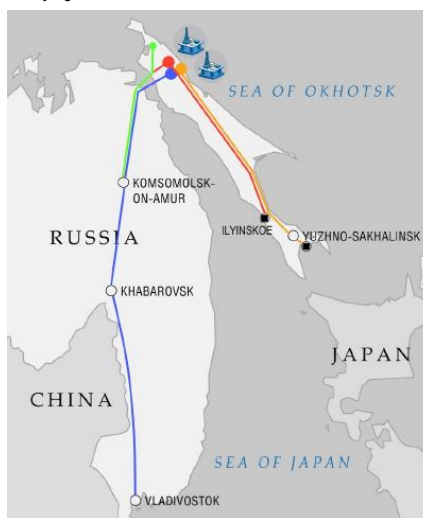 SEA OF OKHOTSK
KOMSOMOLSK-
ON-AMUR
ILYINSKOE
YUZHNO-SAKHALINSK
RUSSIA
KHABAROVSK
JAPAN
CHINA
SEA OF JAPAN
VLADIVOSTOK